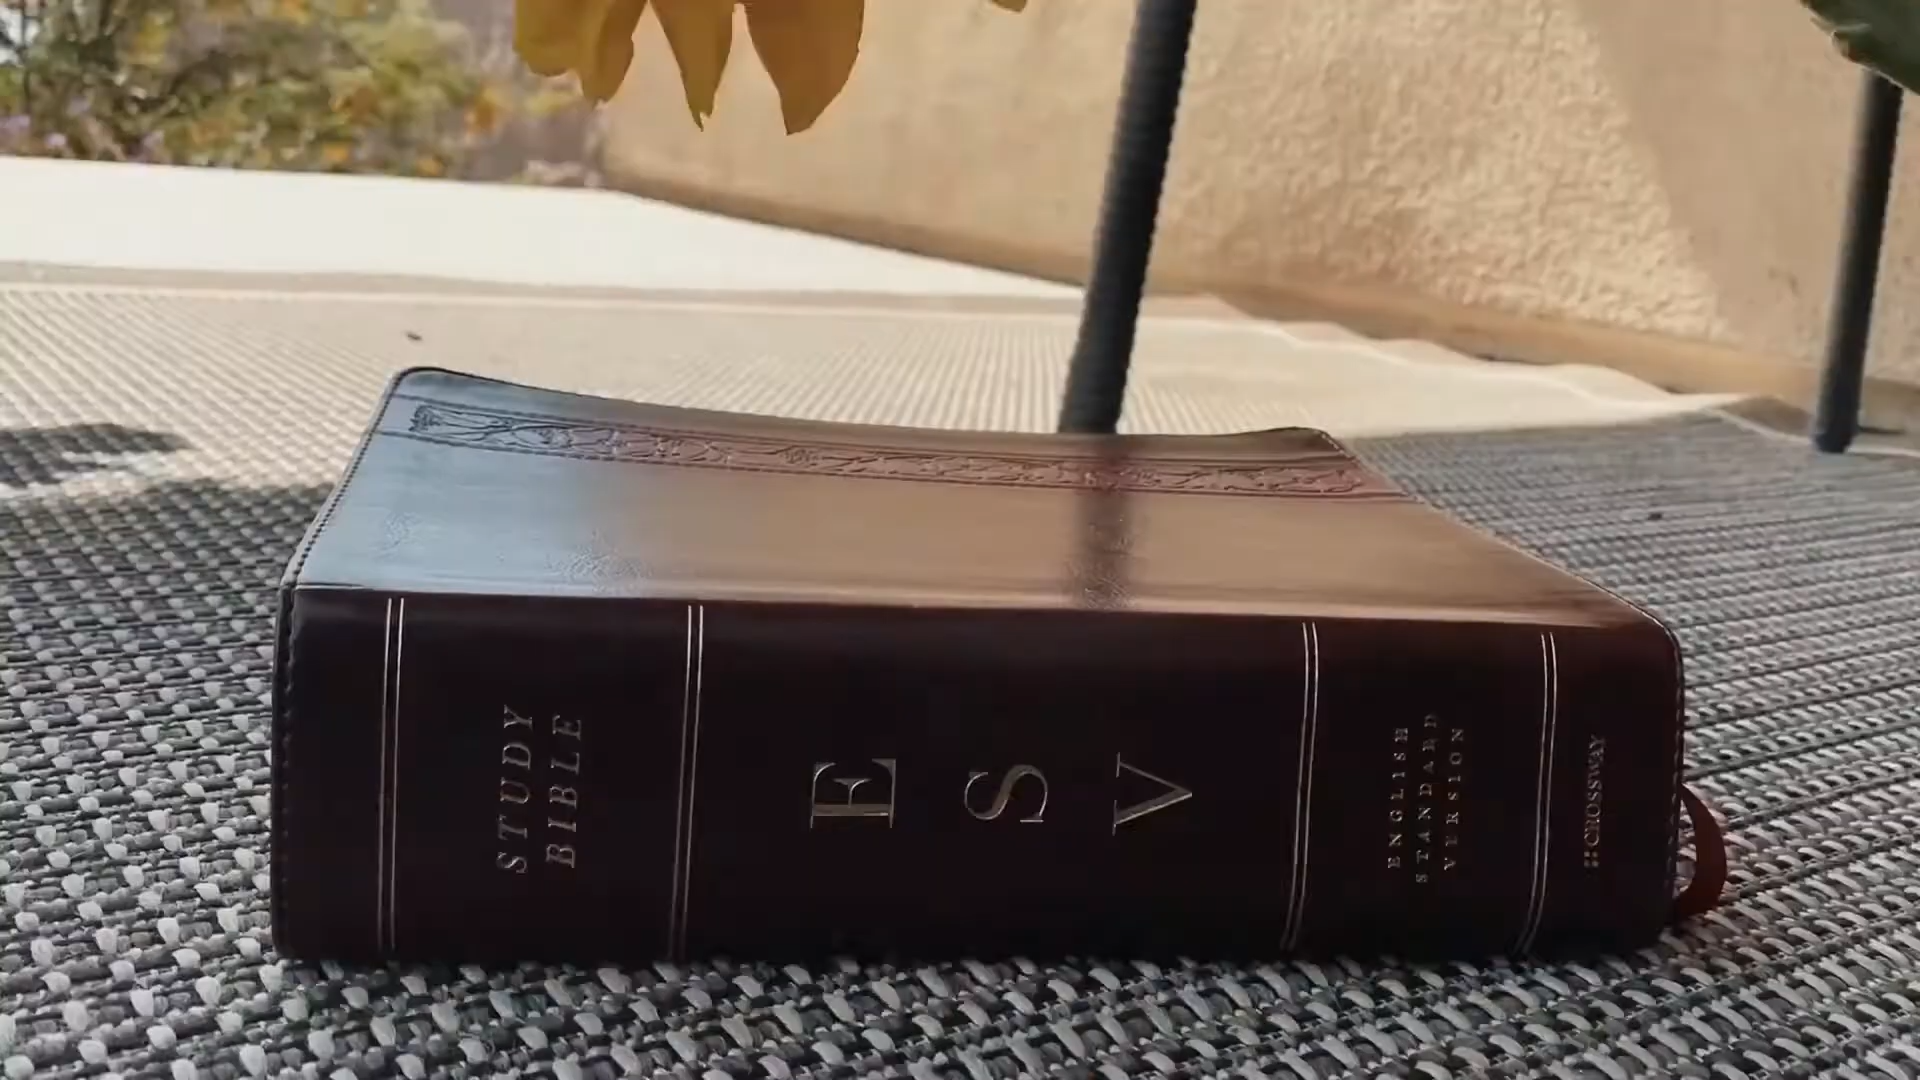 STUDY
BIBLE
E
S
V
ENGLISH
STANDARD
VERSION
CROSSWAY